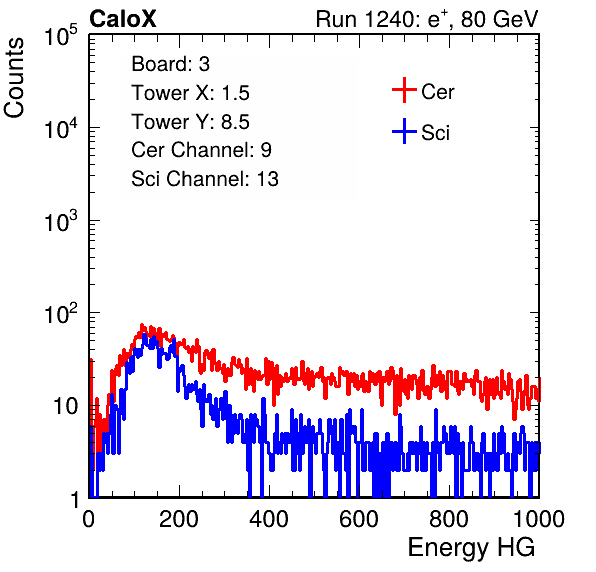 CaloX Run 1240: e⁺, 80 GeV
Counts
10⁵
10⁴
10³
10²
10
1
Board: 3
Tower X: 1.5
Tower Y: 8.5
Cer Channel: 9
Sci Channel: 13
Cer
Sci
0 200 400 600 800 1000
Energy HG